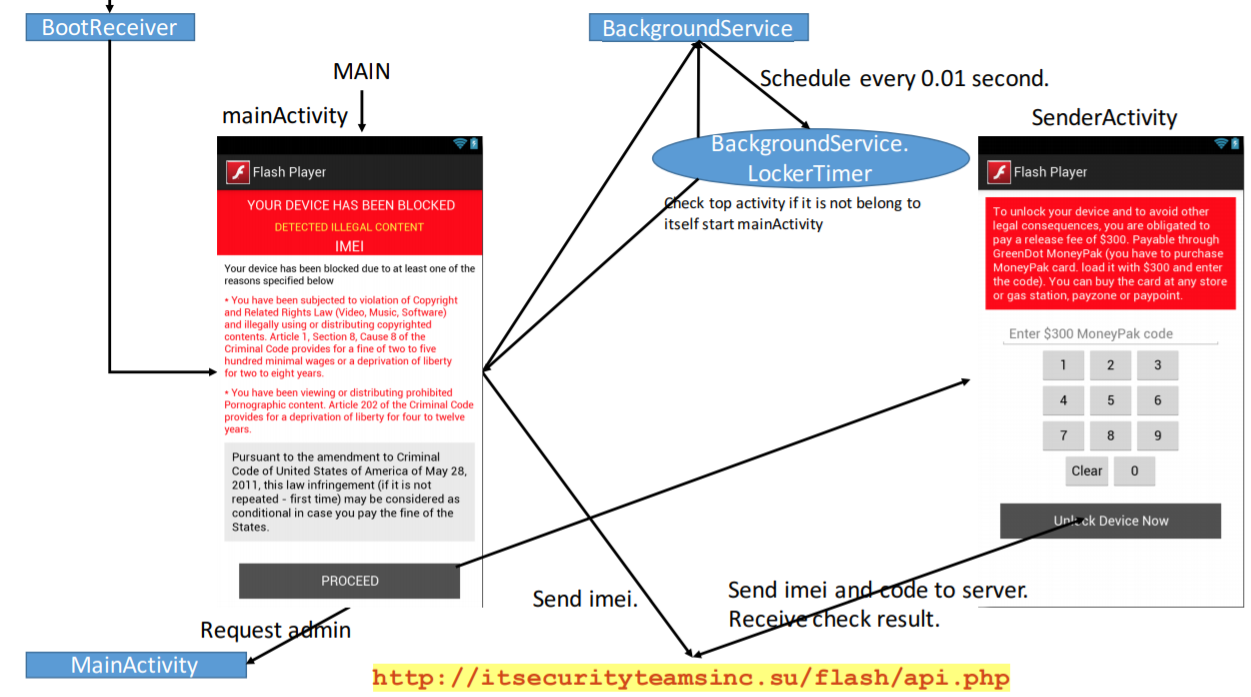 BootReceiver
BackgroundService
MAIN
Schedule every 0.01 second.
mainActivity
SenderActivity
BackgroundService.
LockerTimer
Check top activity if it is not belong to
itself start mainActivity
Flash Player
YOUR DEVICE HAS BEEN BLOCKED
DETECTED ILLEGAL CONTENT
IMEI
Your device has been blocked due to at least one of the
reasons specified below
* You have been subjected to violation of Copyright
and Related Rights Law (Video, Music, Software)
and illegally using or distributing copyrighted
contents. Article 1, Section 8, Cause 8 of the
Criminal Code provides for a fine of two to five
hundred minimal wages or a deprivation of liberty
for two to eight years.
* You have been viewing or distributing prohibited
Pornographic content. Article 202 of the Criminal Code
provides for a deprivation of liberty for four to twelve
years.
Pursuant to the amendment to Criminal
Code of United States of America of May 28,
2011, this law infringement (if it is not
repeated - first time) may be considered as
conditional in case you pay the fine of the
States.
PROCEED
Flash Player
To unlock your device and to avoid other
legal consequences, you are obligated to
pay a release fee of $300. Payable through
GreenDot MoneyPak (you have to purchase
MoneyPak card. load it with $300 and enter
the code). You can buy the card at any store
or gas station, payzone or paypoint.
Enter $300 MoneyPak code
1 2 3
4 5 6
7 8 9
Clear 0
Unlock Device Now
Send imei.
Send imei and code to server.
Receive check result.
Request admin
MainActivity
http://itsecurityteamsinc.su/flash/api.php